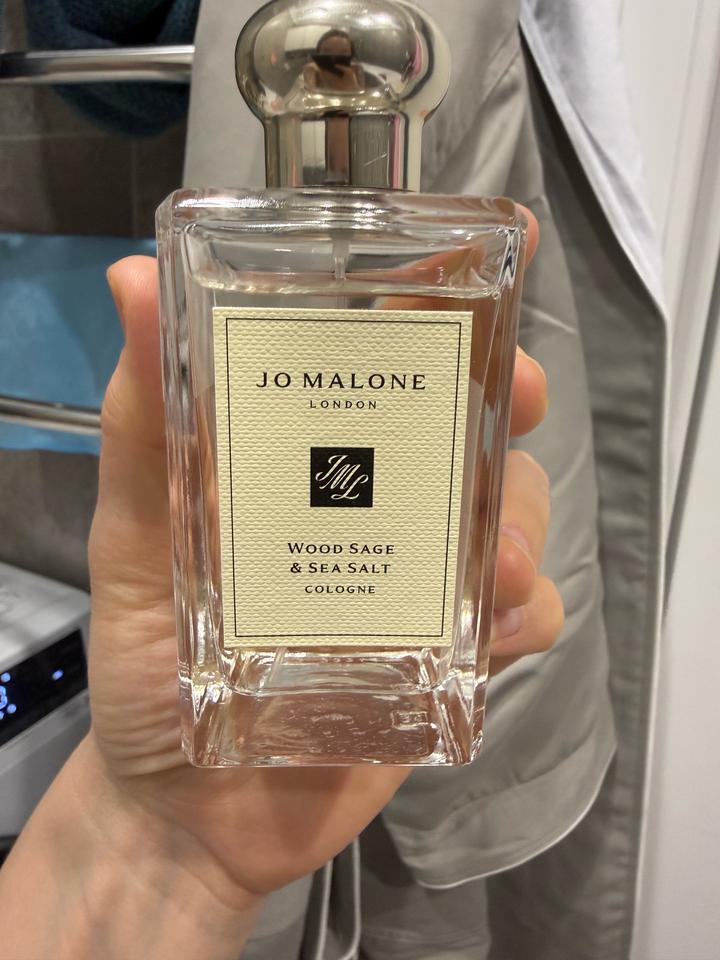 JO MALONE
LONDON
JML
WOOD SAGE
& SEA SALT
COLOGNE